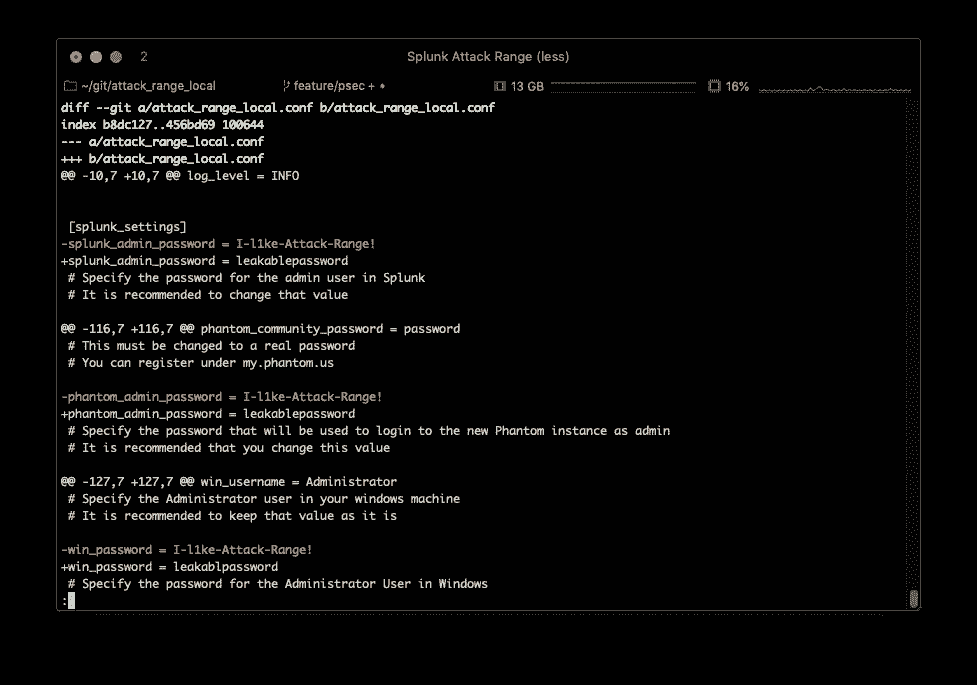 2 Splunk Attack Range (less)
~/git/attack_range_local feature/psec + 13 GB 16%
diff --git a/attack_range_local.conf b/attack_range_local.conf
index b8dc127..456bd69 100644
--- a/attack_range_local.conf
+++ b/attack_range_local.conf
@@ -10,7 +10,7 @@ log_level = INFO
[splunk_settings]
-splunk_admin_password = I-l1ke-Attack-Range!
+splunk_admin_password = leakablepassword
# Specify the password for the admin user in Splunk
# It is recommended to change that value
@@ -116,7 +116,7 @@ phantom_community_password = password
# This must be changed to a real password
# You can register under my.phantom.us
-phantom_admin_password = I-l1ke-Attack-Range!
+phantom_admin_password = leakablepassword
# Specify the password that will be used to login to the new Phantom instance as admin
# It is recommended that you change this value
@@ -127,7 +127,7 @@ win_username = Administrator
# Specify the Administrator user in your windows machine
# It is recommended to keep that value as it is
-win_password = I-l1ke-Attack-Range!
+win_password = leakablpassword
# Specify the password for the Administrator User in Windows
: